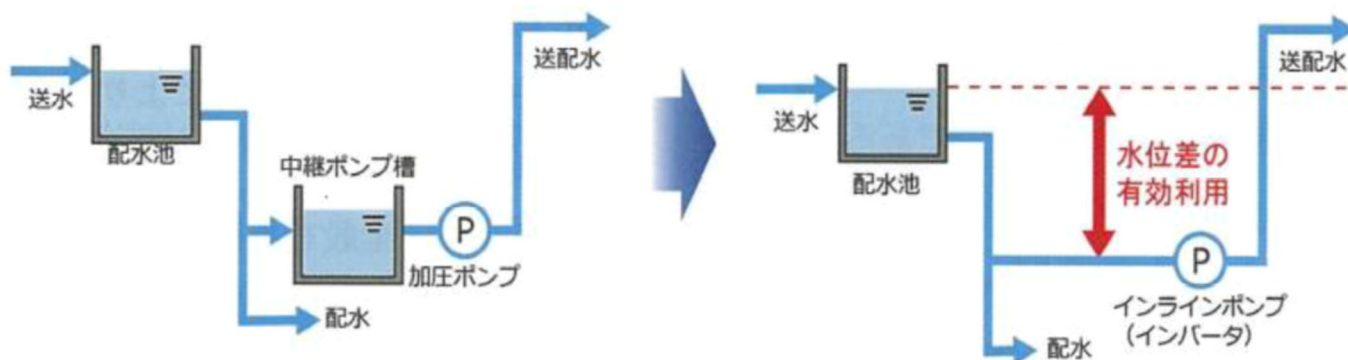 送水
配水池
中継ポンプ槽
P
加圧ポンプ
送配水
配水
送水
配水池
水位差の
有効利用
送配水
P
インラインポンプ
（インバータ）
配水